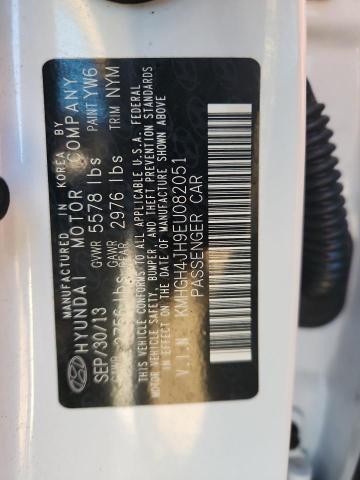 MANUFACTURED IN KOREA BY
HYUNDAI MOTOR COMPANY
SEP/30/13 GVWR 5578 lbs PAINT YW6
GAWR 2976 lbs TRIM NYM
REAR
2756 lbs
THIS VEHICLE CONFORMS TO ALL APPLICABLE U.S.A. FEDERAL
MOTOR VEHICLE SAFETY, BUMPER, AND THEFT PREVENTION STANDARDS
IN EFFECT ON THE DATE OF MANUFACTURE SHOWN ABOVE
V.I.N KMHGH4JH9EU082051
PASSENGER CAR